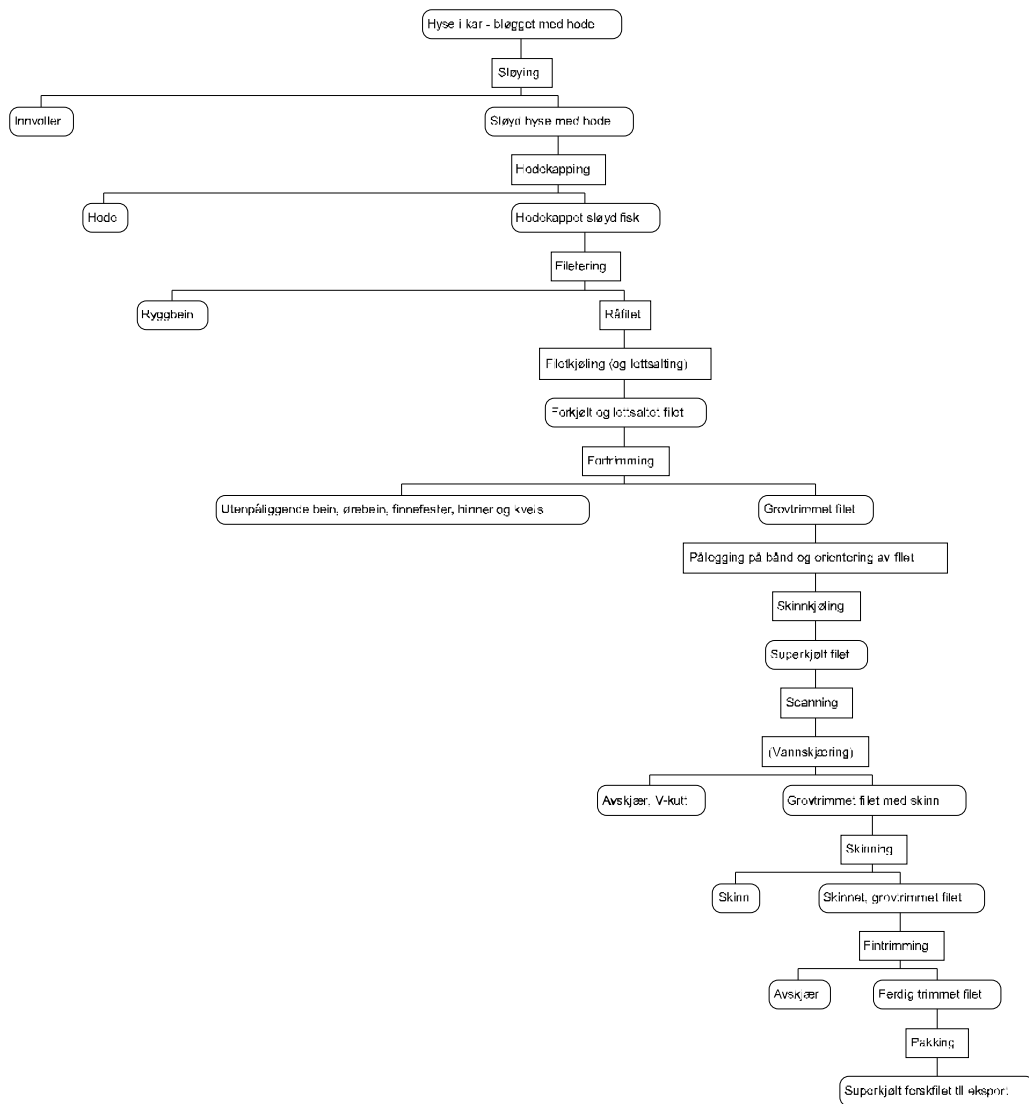 Hyse i kar - bløgget med hode
Sløying
Innvoller
Sløyd hyse med hode
Hodekapping
Hode
Hodekappet sløyd fisk
Filetering
Ryggbein
Råfilet
Filetkjøling (og lettsalting)
Forkjølt og lettsaltet filet
Fortrimming
Utenpåliggende bein, ørebein, finnefester, hinner og kveis
Grovtrimmet filet
Pålegging på bånd og orientering av filet
Skinnkjøling
Superkjølt filet
Scanning
(Vannskjæring)
Avskjær, V-kutt
Grovtrimmet filet med skinn
Skinning
Skinn
Skinnet, grovtrimmet filet
Fintrimming
Avskjær
Ferdig trimmet filet
Pakking
Superkjølt ferskfilet til eksport